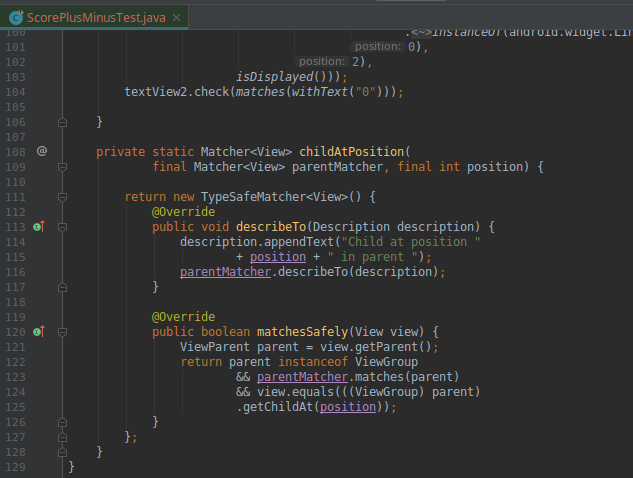 ScorePlusMinusTest.java
100 .<~>instanceOf(android.widget.Lin
101 position: 0),
102 position: 2),
103 isDisplayed()));
104 textView2.check(matches(withText("0")));
105
106 }
107
108 @ private static Matcher<View> childAtPosition(
109 final Matcher<View> parentMatcher, final int position) {
110
111 return new TypeSafeMatcher<View>() {
112 @Override
113 public void describeTo(Description description) {
114 description.appendText("Child at position "
115 + position + " in parent ");
116 parentMatcher.describeTo(description);
117 }
118
119 @Override
120 public boolean matchesSafely(View view) {
121 ViewParent parent = view.getParent();
122 return parent instanceof ViewGroup
123 && parentMatcher.matches(parent)
124 && view.equals(((ViewGroup) parent)
125 .getChildAt(position));
126 }
127 };
128 }
129 }